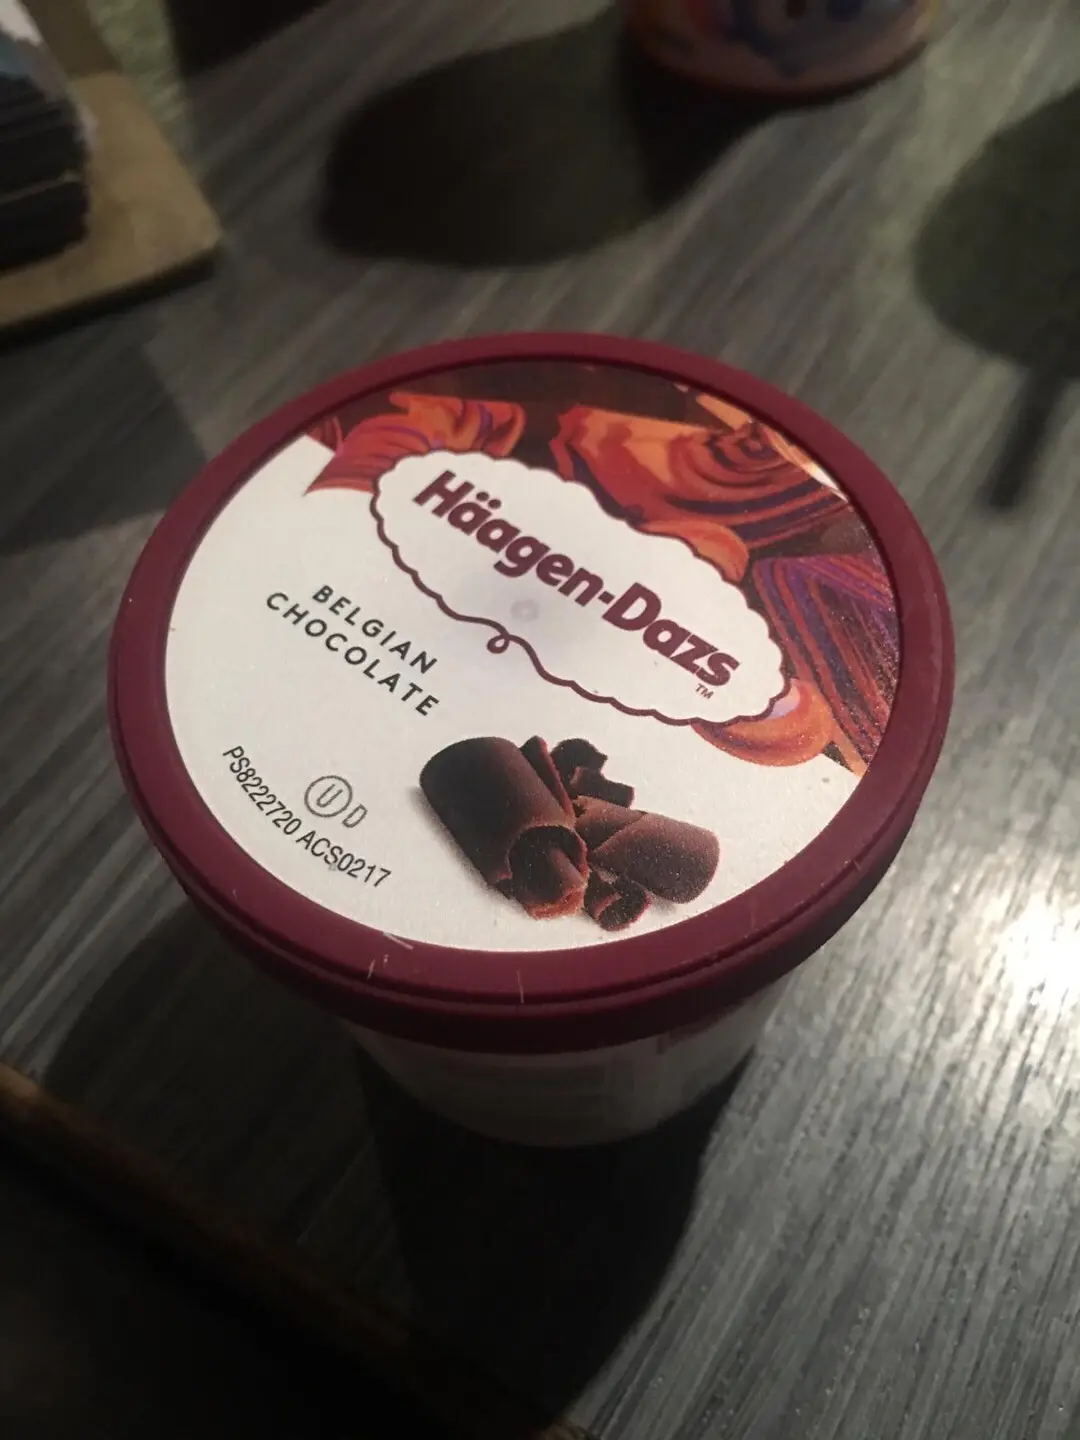 Häagen-Dazs
TM
BELGIAN
CHOCOLATE
U D
PS8222720 ACS0217